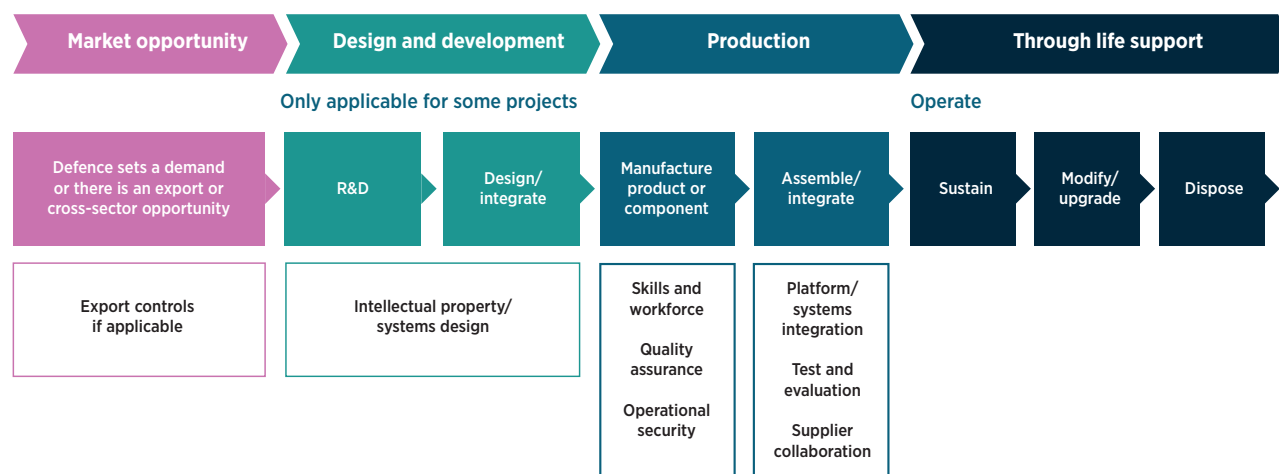 Market opportunity
Design and development
Production
Through life support
Only applicable for some projects
Operate
Defence sets a demand
or there is an export or
cross-sector opportunity
R&D
Design/
integrate
Manufacture
product or
component
Assemble/
integrate
Sustain
Modify/
upgrade
Dispose
Export controls
if applicable
Intellectual property/
systems design
Skills and
workforce
Quality
assurance
Operational
security
Platform/
systems
integration
Test and
evaluation
Supplier
collaboration